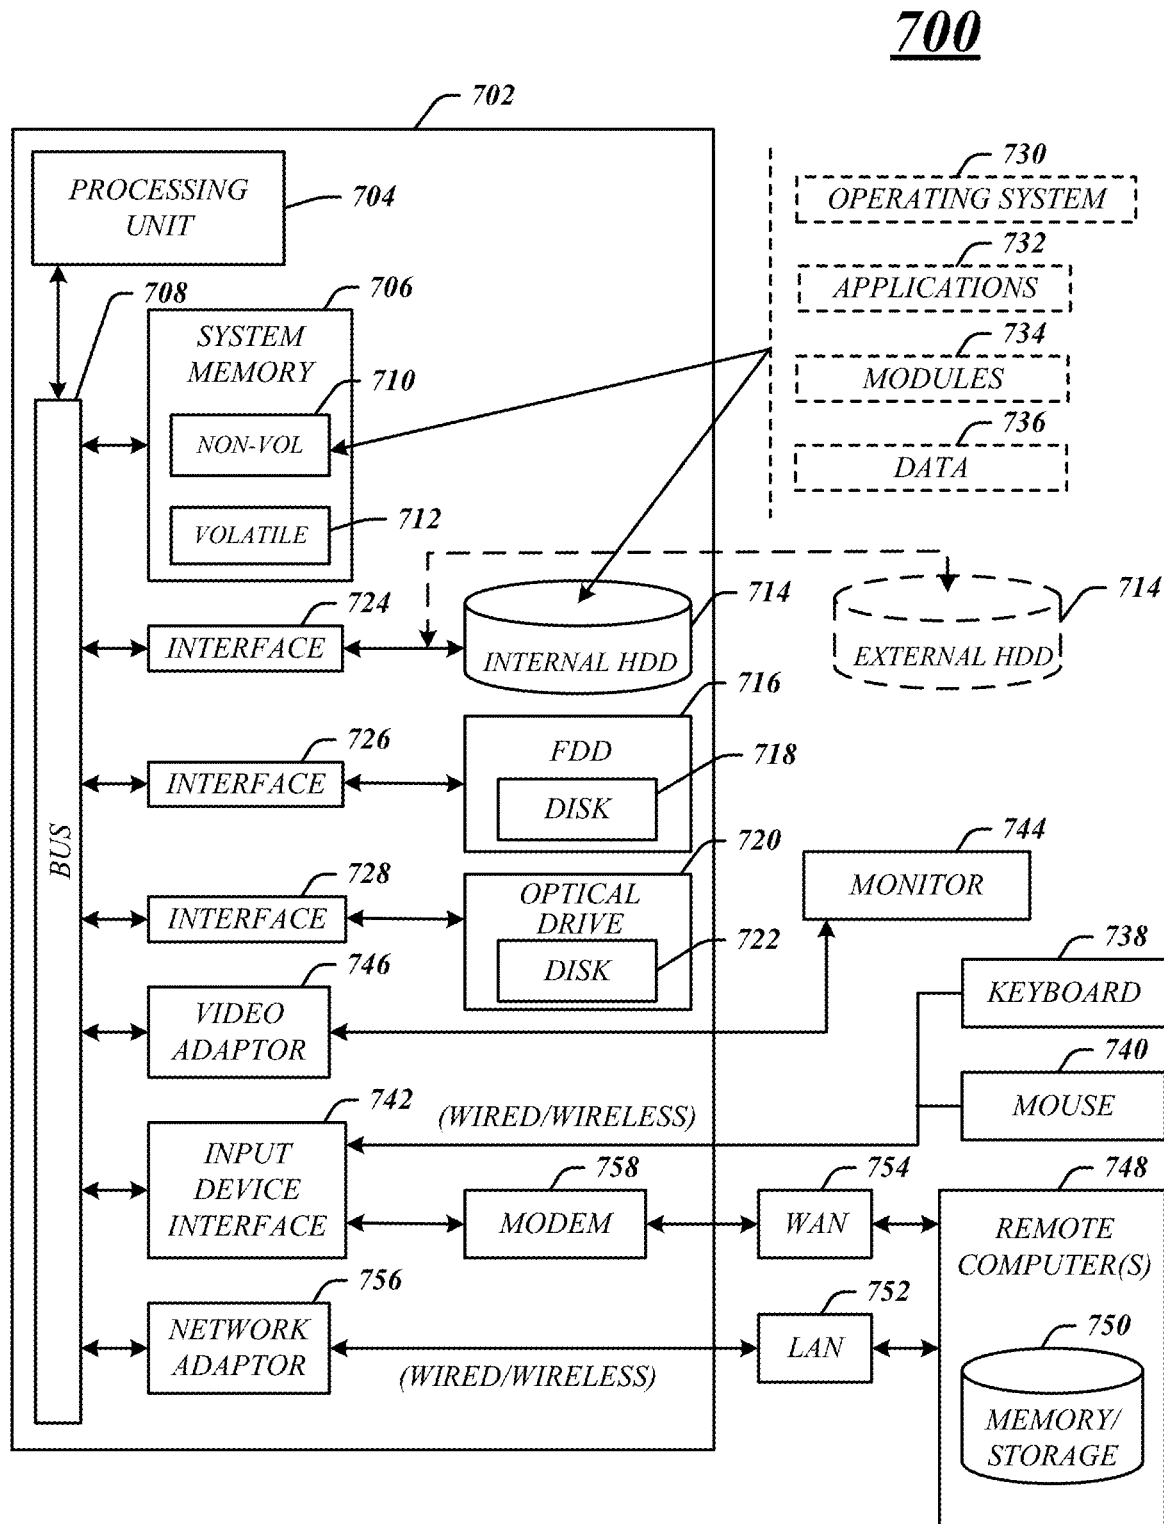 700
702
PROCESSING
UNIT
704
730
OPERATING SYSTEM
732
APPLICATIONS
734
MODULES
736
DATA
708
706
SYSTEM
MEMORY
710
NON-VOL
712
VOLATILE
724
INTERFACE
714
INTERNAL HDD
714
EXTERNAL HDD
716
FDD
726
INTERFACE
718
DISK
BUS
720
OPTICAL
DRIVE
728
INTERFACE
722
DISK
744
MONITOR
746
VIDEO
ADAPTOR
738
KEYBOARD
740
MOUSE
742
(WIRED/WIRELESS)
INPUT
DEVICE
INTERFACE
758
MODEM
754
WAN
748
REMOTE
COMPUTER(S)
756
NETWORK
ADAPTOR
(WIRED/WIRELESS)
752
LAN
750
MEMORY/
STORAGE